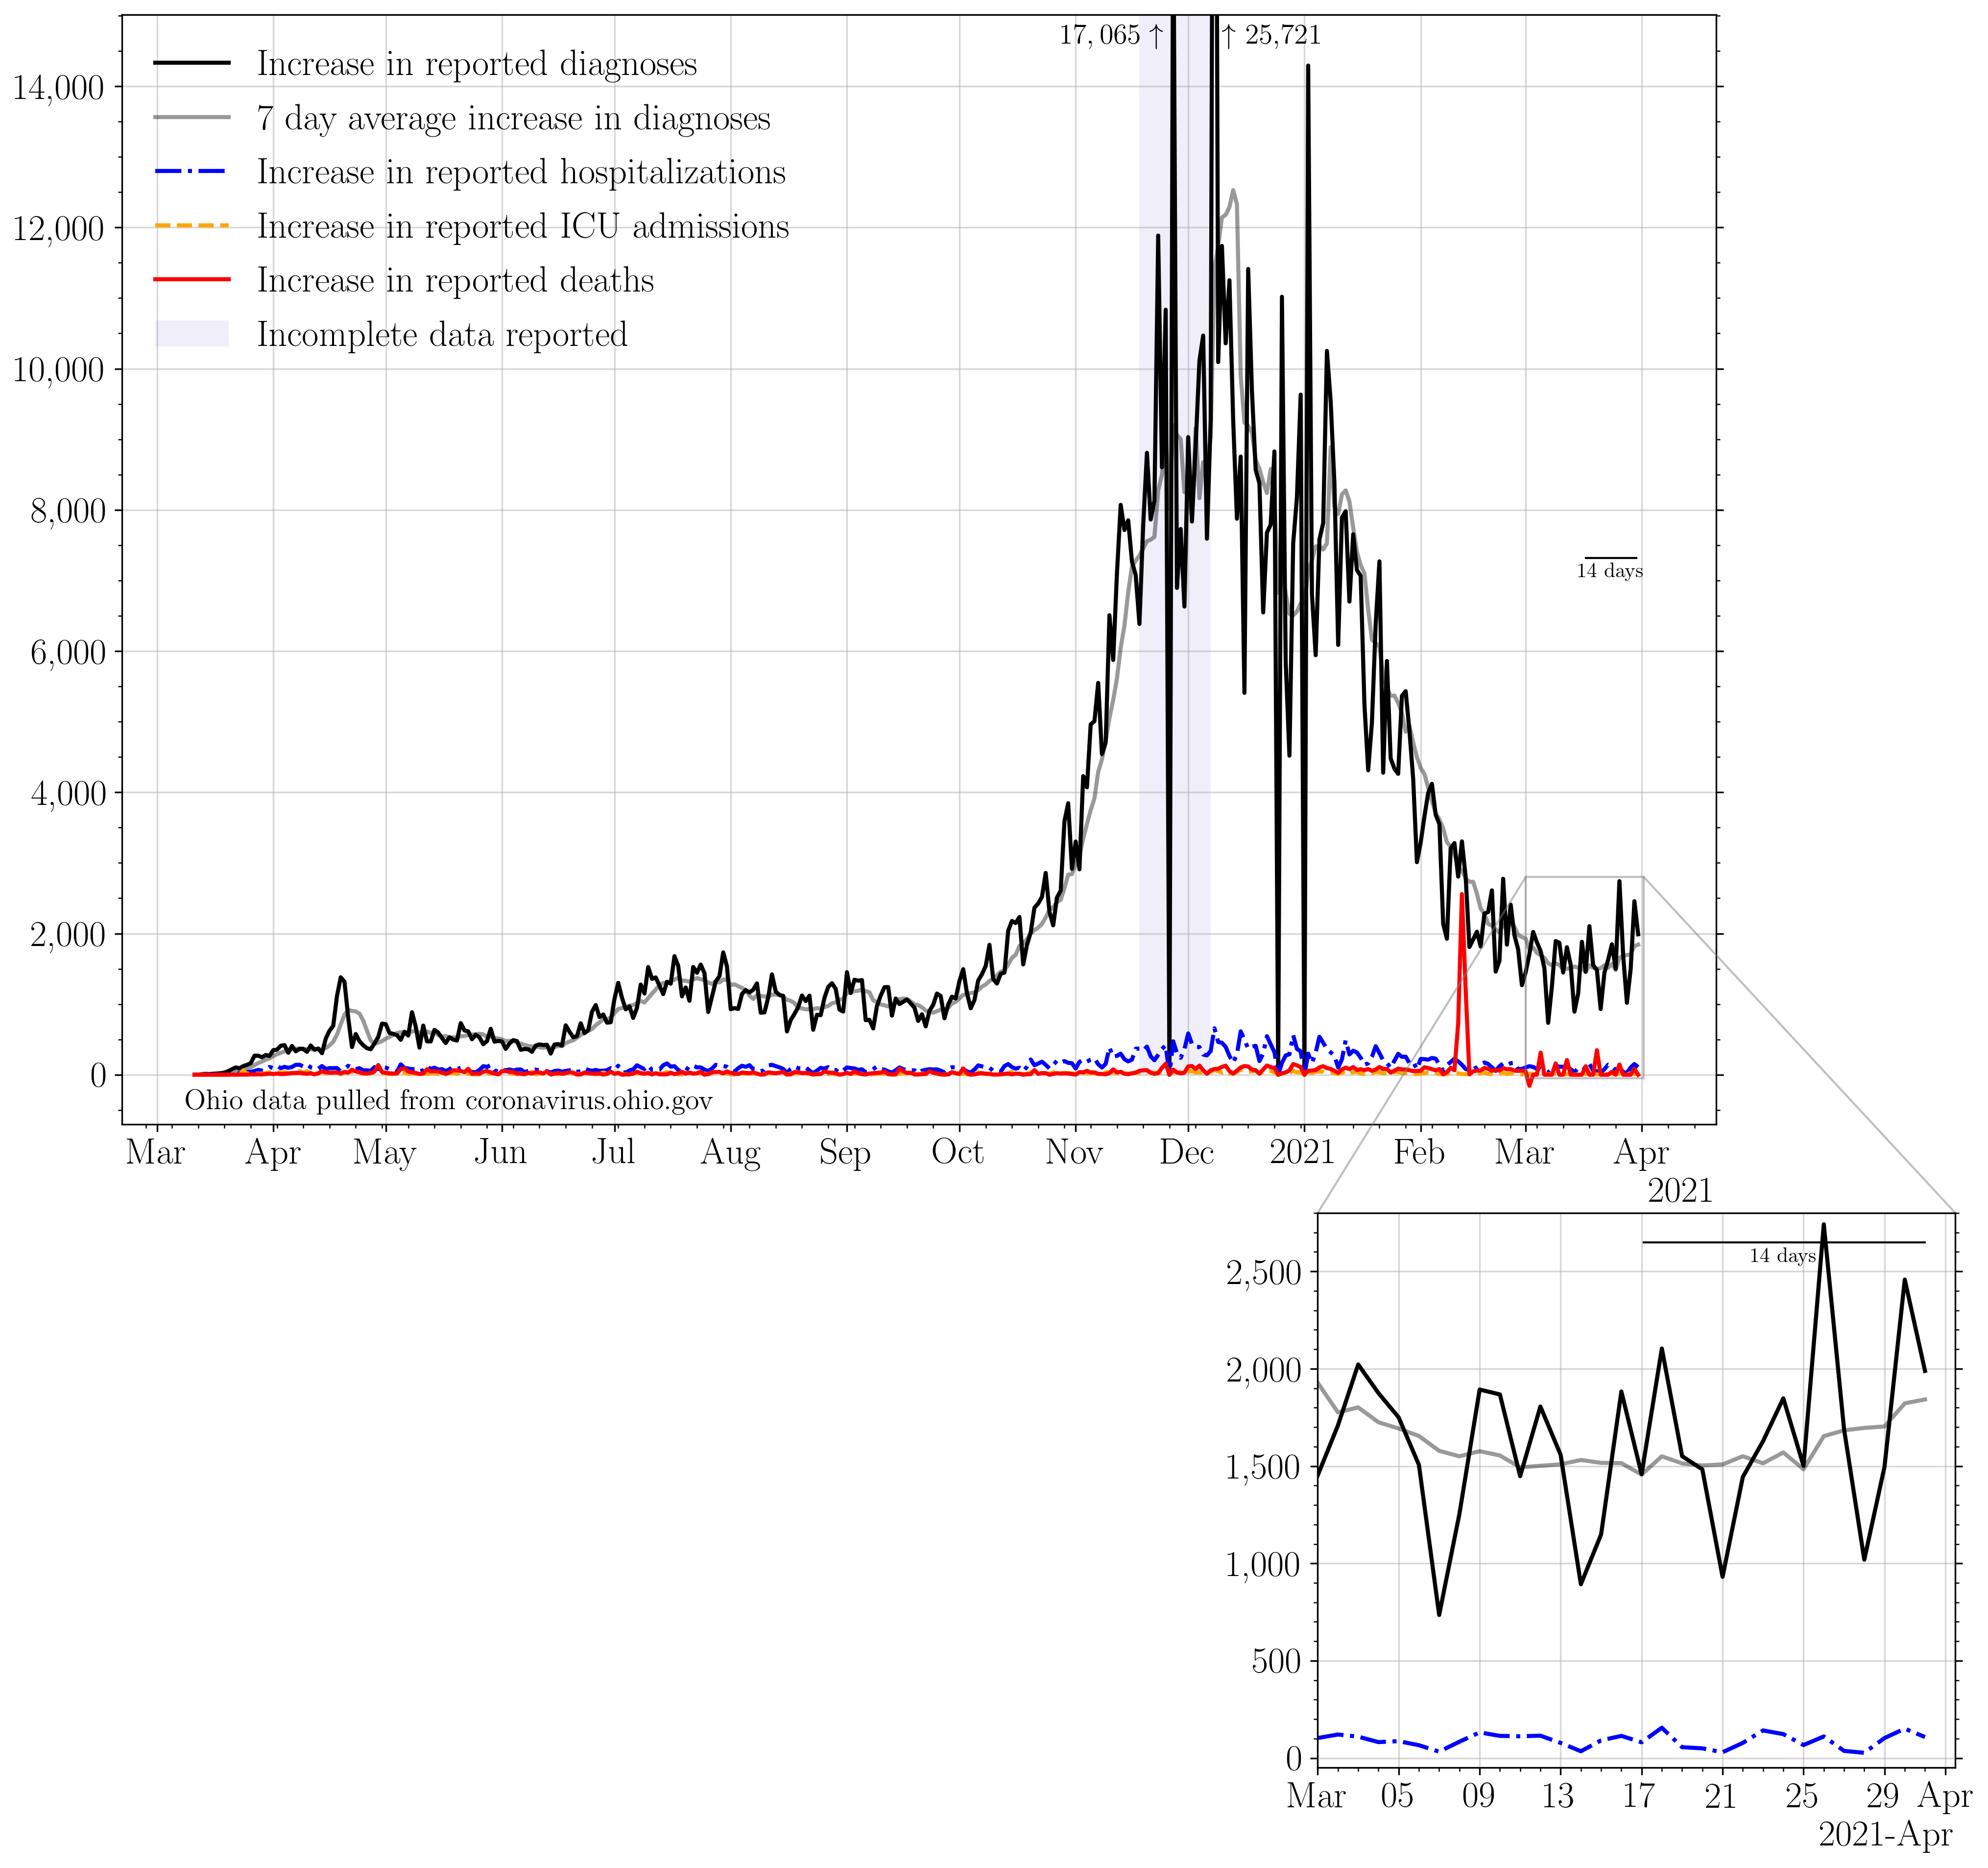 17,065 ↑ ↑ 25,721
Increase in reported diagnoses
7 day average increase in diagnoses
Increase in reported hospitalizations
Increase in reported ICU admissions
Increase in reported deaths
Incomplete data reported
14,000
12,000
10,000
8,000
6,000
4,000
2,000
0
14 days
Ohio data pulled from coronavirus.ohio.gov
Mar Apr May Jun Jul Aug Sep Oct Nov Dec 2021 Feb Mar Apr
2021
14 days
2,500
2,000
1,500
1,000
500
0
Mar 05 09 13 17 21 25 29 Apr
2021-Apr